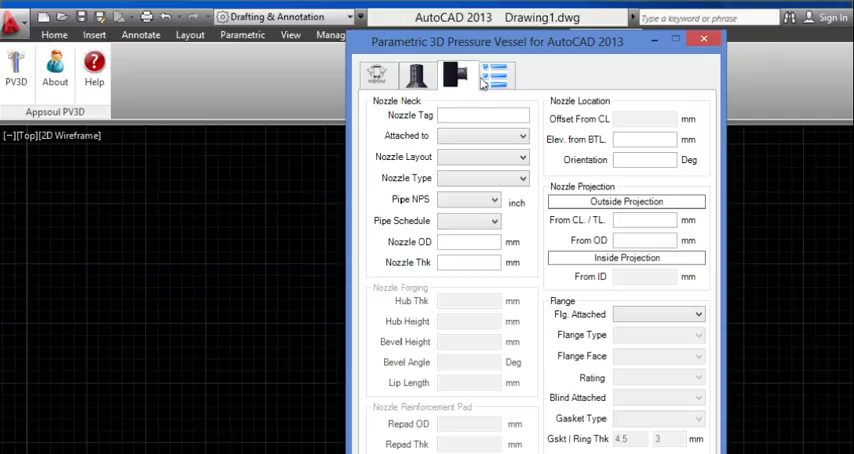 Drafting & Annotation
AutoCAD 2013 Drawing1.dwg
Type a keyword or phrase
Sign In
Home Insert Annotate Layout Parametric View Manag
Parametric 3D Pressure Vessel for AutoCAD 2013
PV3D About Help
Appsoul PV3D
[−][Top][2D Wireframe]
Nozzle Neck
Nozzle Tag
Attached to
Nozzle Layout
Nozzle Type
Pipe NPS inch
Pipe Schedule
Nozzle OD mm
Nozzle Thk mm
Nozzle Forging
Hub Thk mm
Hub Height mm
Bevel Height mm
Bevel Angle Deg
Lip Length mm
Nozzle Reinforcement Pad
Repad OD mm
Repad Thk mm
Nozzle Location
Offset From CL mm
Elev. from BTL. mm
Orientation Deg
Nozzle Projection
Outside Projection
From CL. / TL. mm
From OD mm
Inside Projection
From ID mm
Flange
Flg. Attached
Flange Type
Flange Face
Rating
Blind Attached
Gasket Type
Gskt | Ring Thk 4.5 3 mm